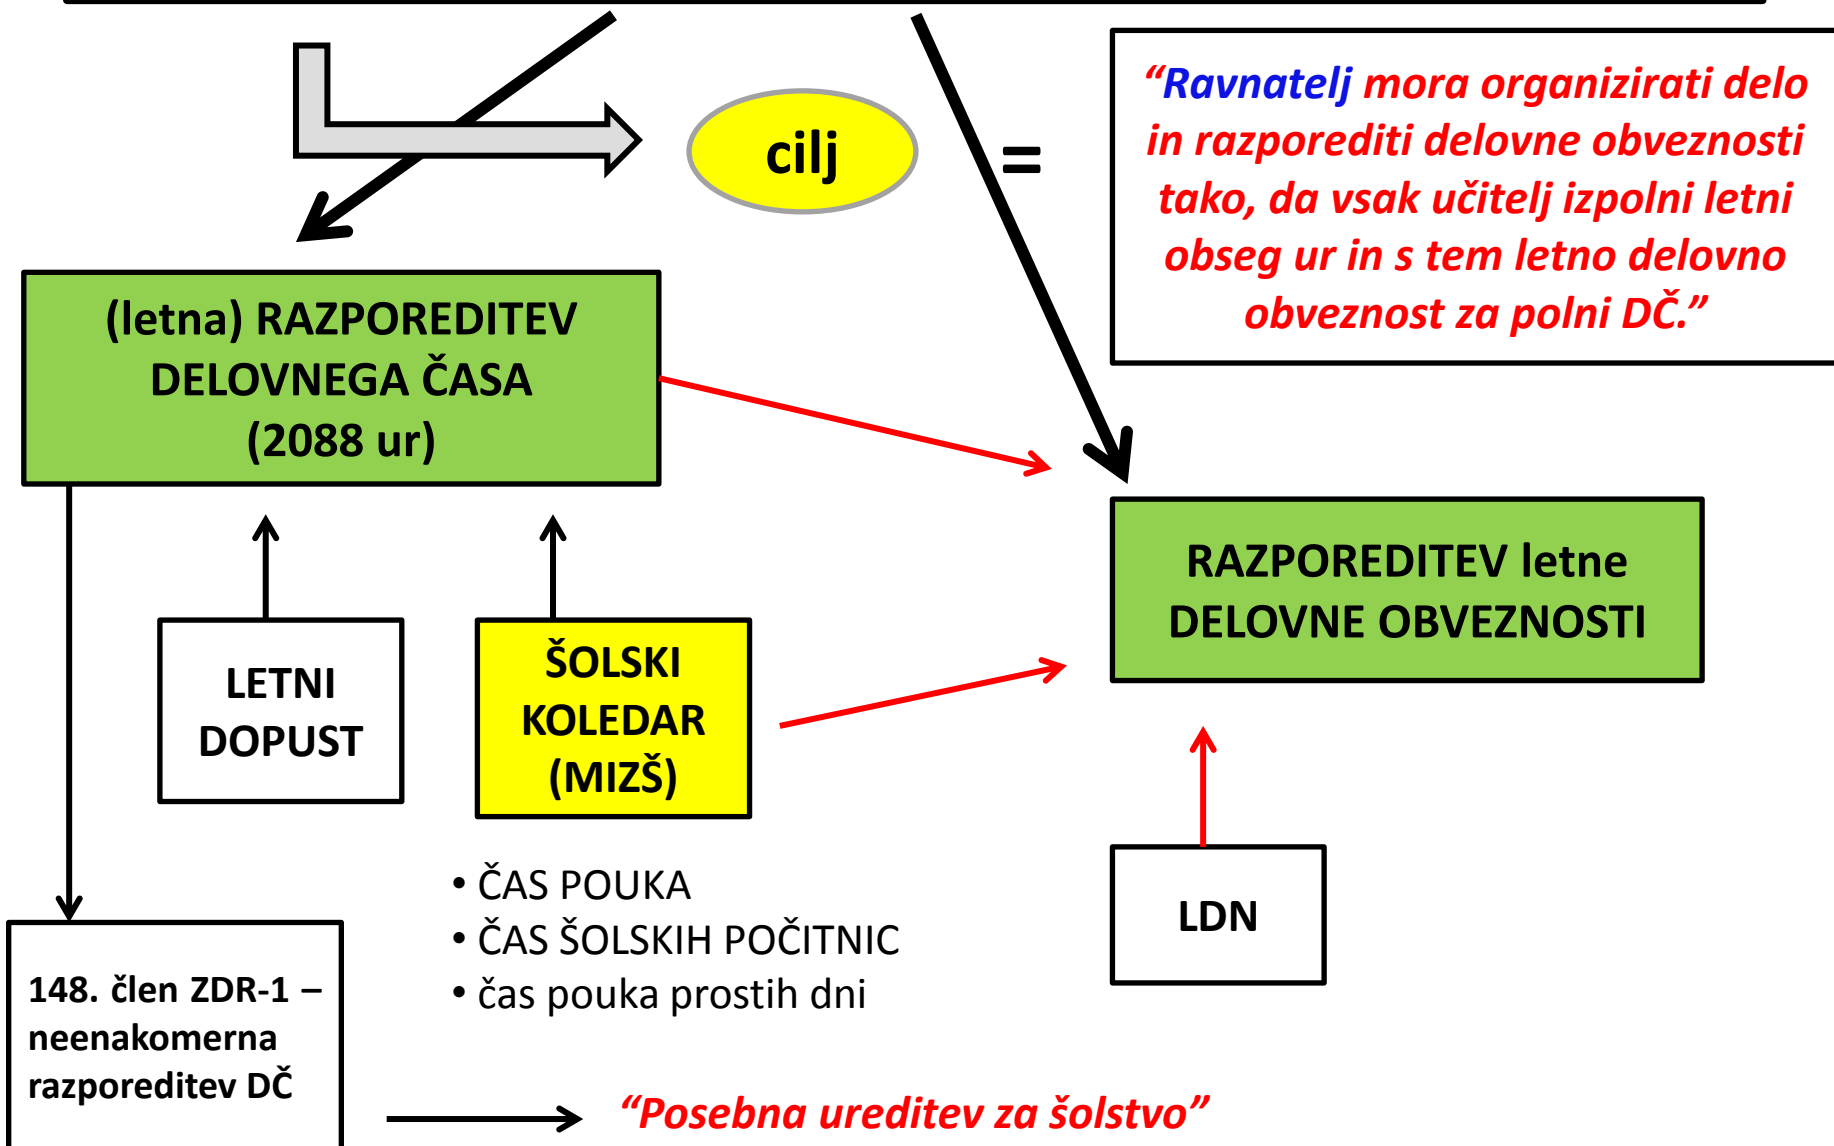 cilj
=
“Ravnatelj mora organizirati delo
in razporediti delovne obveznosti
tako, da vsak učitelj izpolni letni
obseg ur in s tem letno delovno
obveznost za polni DČ.”
(letna) RAZPOREDITEV
DELOVNEGA ČASA
(2088 ur)
RAZPOREDITEV letne
DELOVNE OBVEZNOSTI
LETNI
DOPUST
ŠOLSKI
KOLEDAR
(MIZŠ)
• ČAS POUKA
• ČAS ŠOLSKIH POČITNIC
• čas pouka prostih dni
LDN
148. člen ZDR-1 –
neenakomerna
razporeditev DČ
“Posebna ureditev za šolstvo”